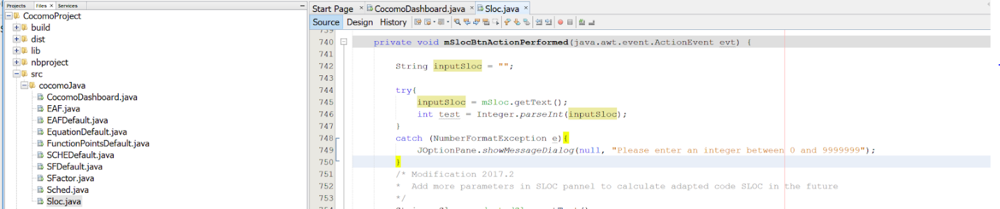 Projects Files × Services
CocomoProject
build
dist
lib
nbproject
src
cocomoJava
CocomoDashboard.java
EAF.java
EAFDefault.java
EquationDefault.java
FunctionPointsDefault.java
SCHEDefault.java
SFDefault.java
SFactor.java
Sched.java
Sloc.java
Start Page × CocomoDashboard.java × Sloc.java ×
Source Design History
739
740 private void mSlocBtnActionPerformed(java.awt.event.ActionEvent evt) {
741
742 String inputSloc = "";
743
744 try{
745 inputSloc = mSloc.getText();
746 int test = Integer.parseInt(inputSloc);
747 }
748 catch (NumberFormatException e){
749 JOptionPane.showMessageDialog(null, "Please enter an integer between 0 and 9999999");
750 }
751 /* Modification 2017.2
752 * Add more parameters in SLOC pannel to calculate adapted code SLOC in the future
753 */